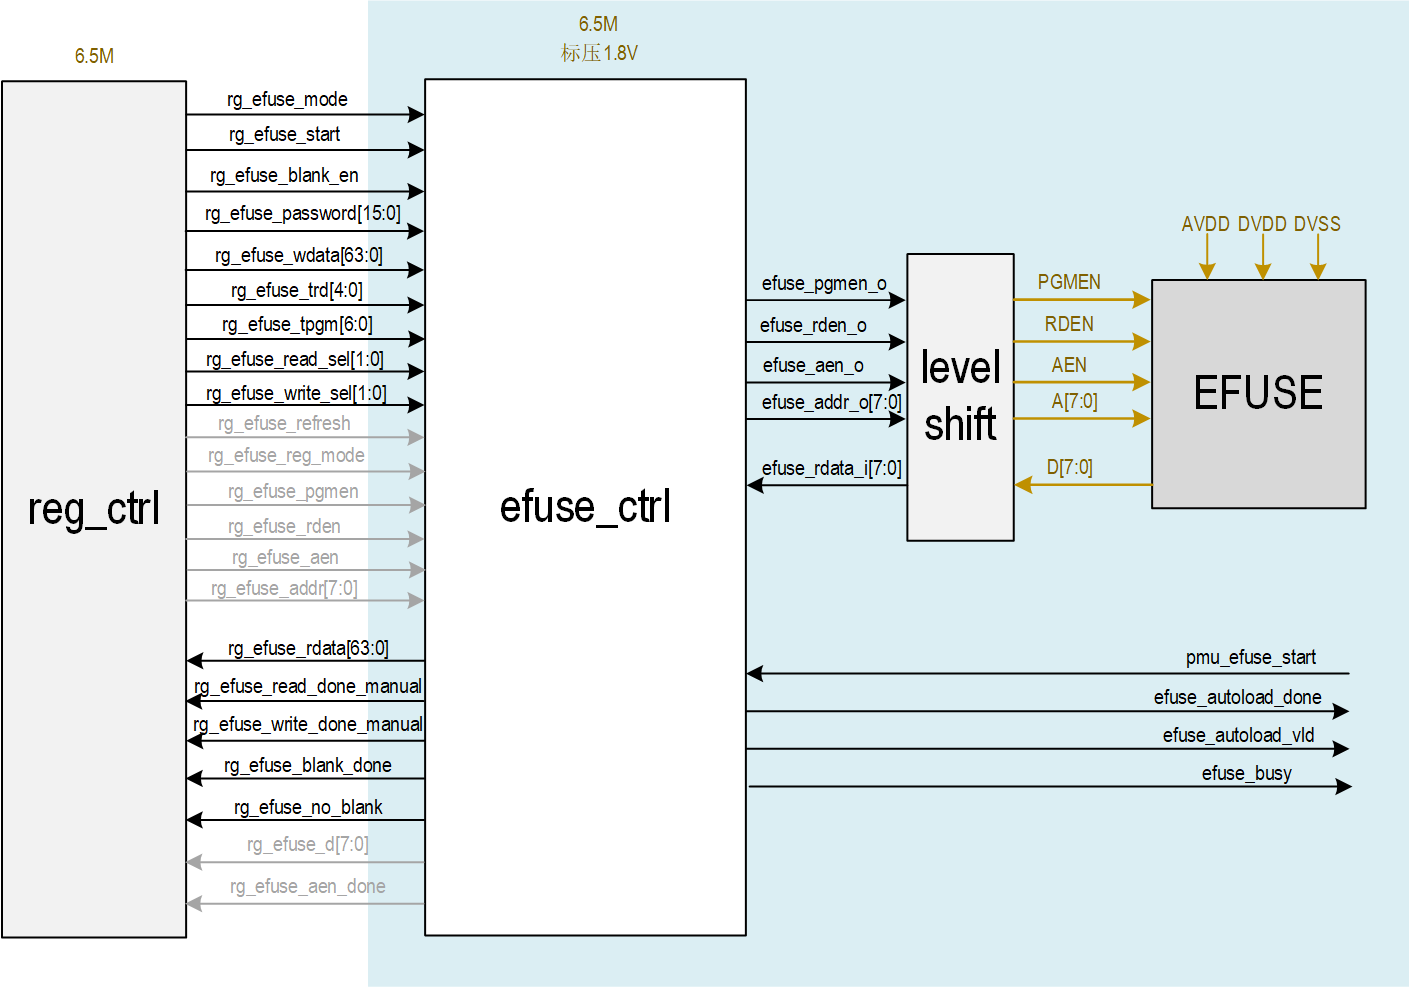 6.5M
6.5M
标压1.8V
reg_ctrl
rg_efuse_mode
rg_efuse_start
rg_efuse_blank_en
rg_efuse_password[15:0]
rg_efuse_wdata[63:0]
rg_efuse_trd[4:0]
rg_efuse_tpgm[6:0]
rg_efuse_read_sel[1:0]
rg_efuse_write_sel[1:0]
rg_efuse_refresh
rg_efuse_reg_mode
rg_efuse_pgmen
rg_efuse_rden
rg_efuse_aen
rg_efuse_addr[7:0]
rg_efuse_rdata[63:0]
rg_efuse_read_done_manual
rg_efuse_write_done_manual
rg_efuse_blank_done
rg_efuse_no_blank
rg_efuse_d[7:0]
rg_efuse_aen_done
efuse_ctrl
efuse_pgmen_o
efuse_rden_o
efuse_aen_o
efuse_addr_o[7:0]
efuse_rdata_i[7:0]
level
shift
PGMEN
RDEN
AEN
A[7:0]
D[7:0]
AVDD DVDD DVSS
EFUSE
pmu_efuse_start
efuse_autoload_done
efuse_autoload_vld
efuse_busy